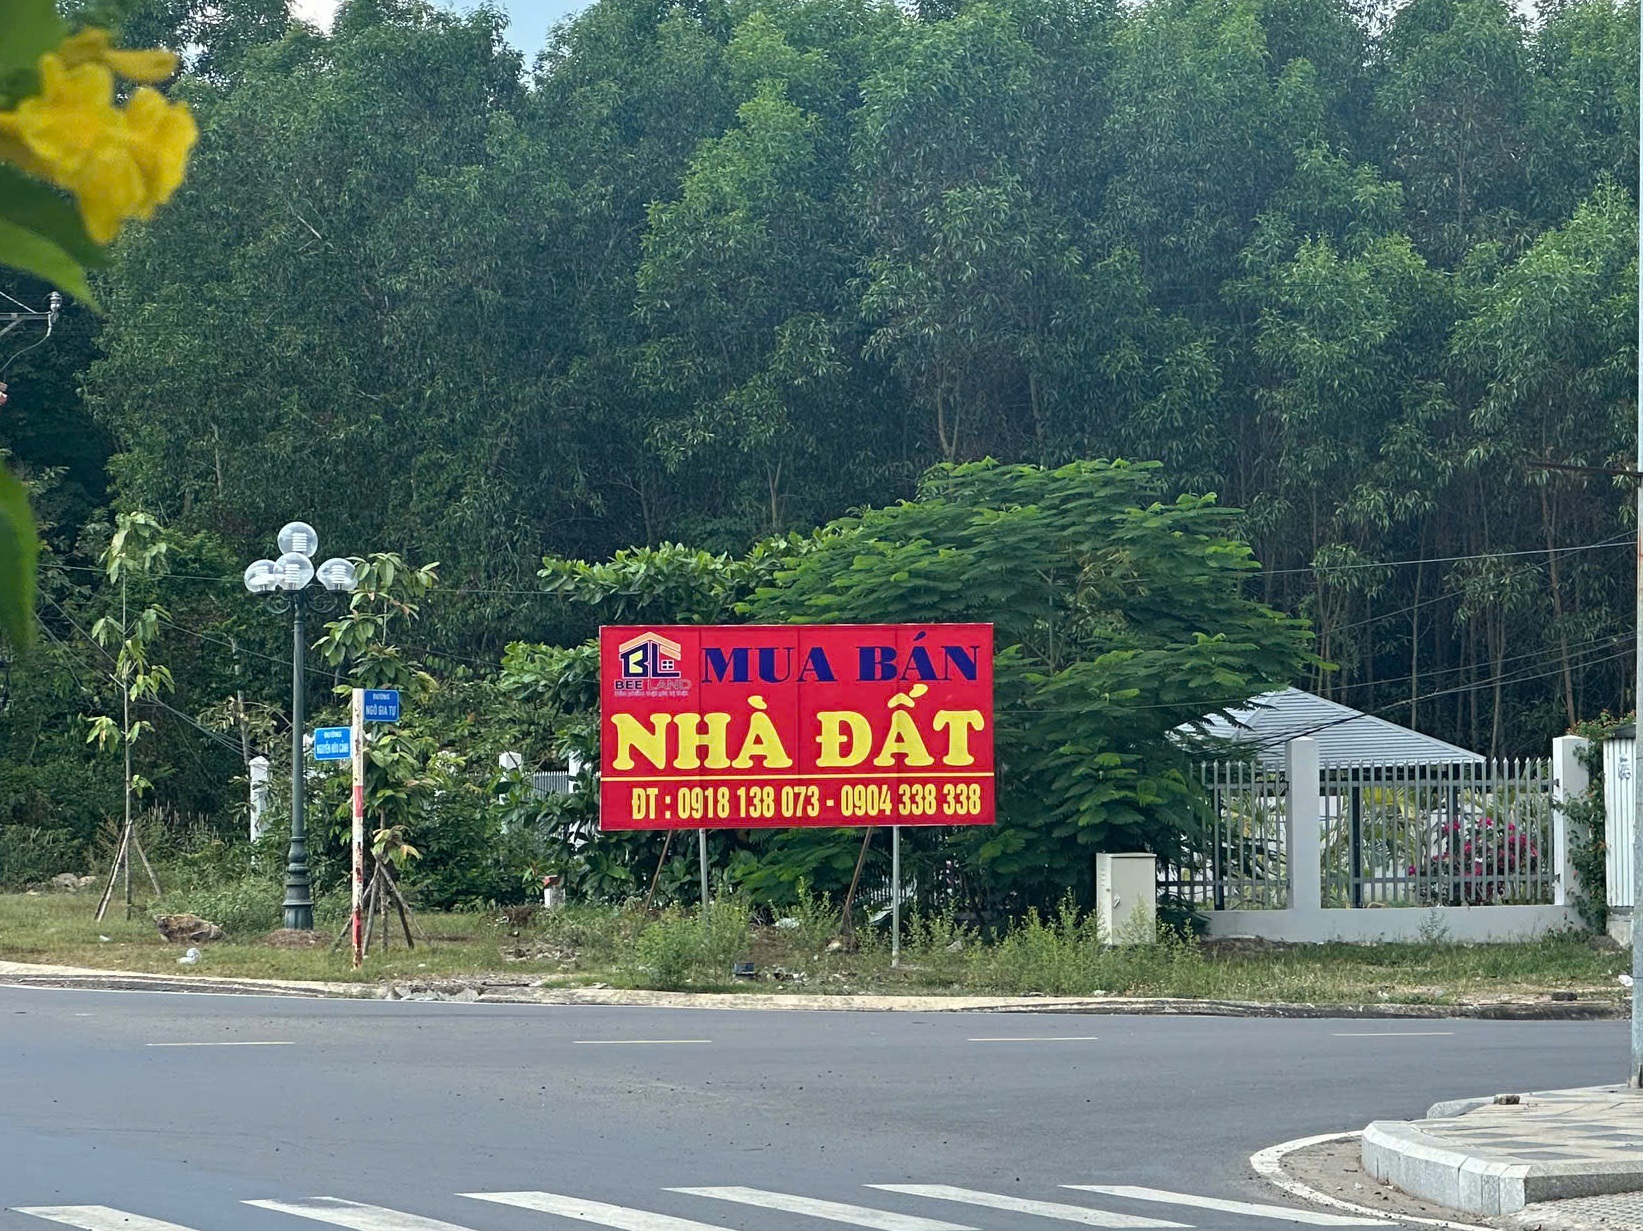 ĐƯỜNG
NGÔ GIA TỰ
ĐƯỜNG
NGUYỄN HỮU CẢNH
BL
BEE LAND
MUA BÁN
NHÀ ĐẤT
ĐT : 0918 138 073 - 0904 338 338